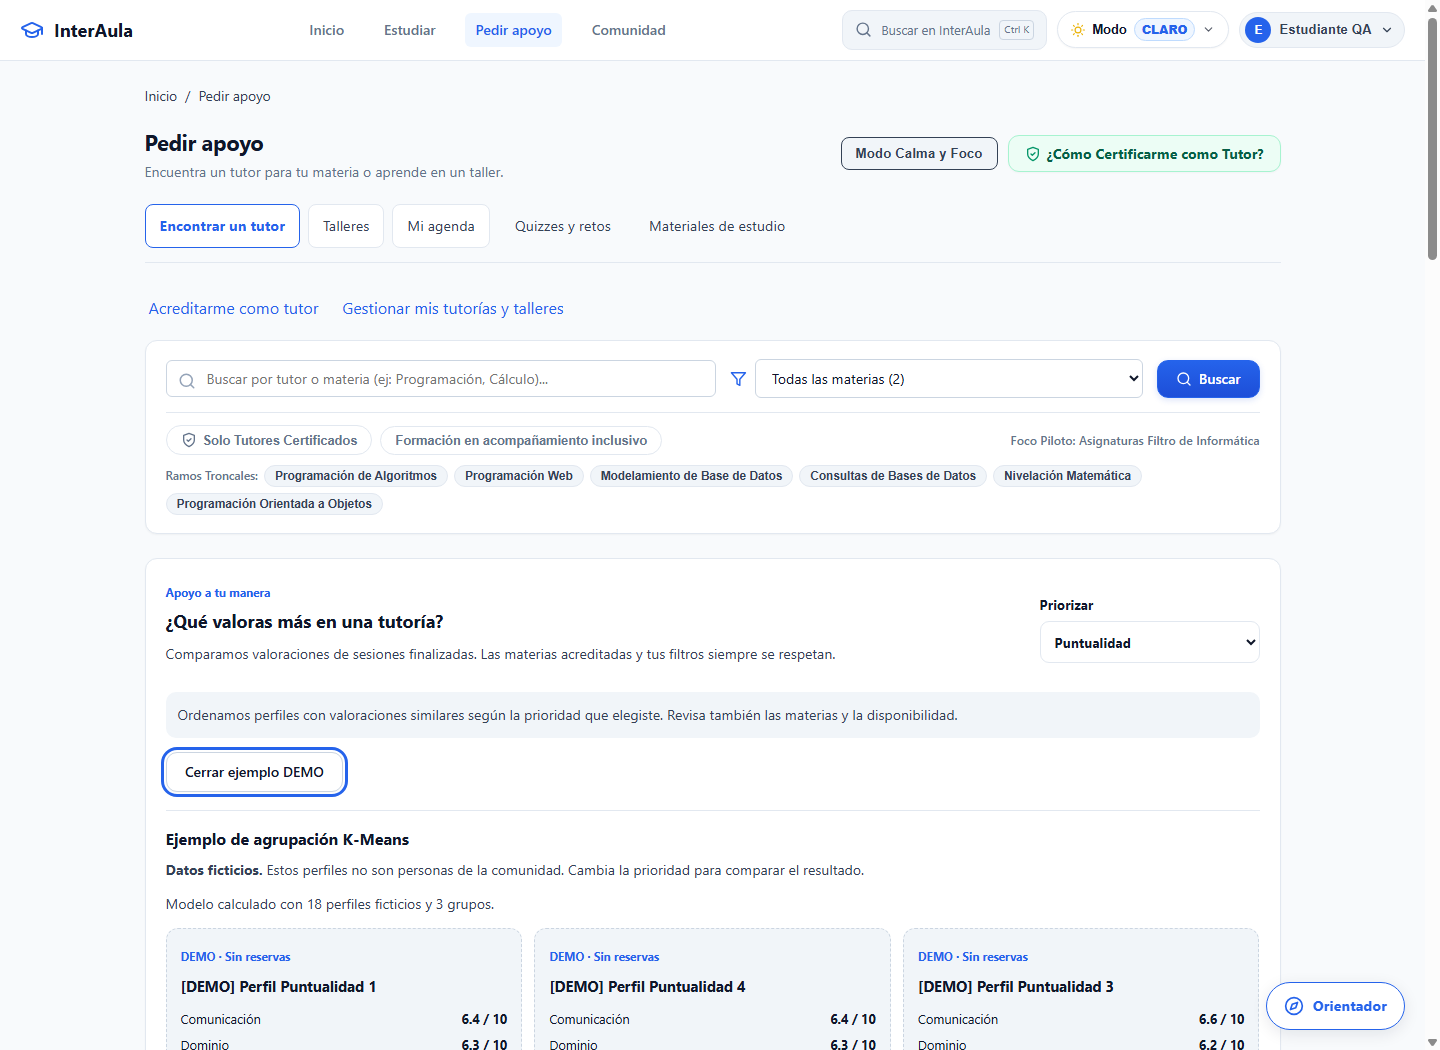 InterAula
Inicio
Estudiar
Pedir apoyo
Comunidad
Buscar en InterAula
Ctrl K
Modo
CLARO
E
Estudiante QA
Inicio / Pedir apoyo
Pedir apoyo
Encuentra un tutor para tu materia o aprende en un taller.
Modo Calma y Foco
¿Cómo Certificarme como Tutor?
Encontrar un tutor
Talleres
Mi agenda
Quizzes y retos
Materiales de estudio
Acreditarme como tutor
Gestionar mis tutorías y talleres
Buscar por tutor o materia (ej: Programación, Cálculo)...
Todas las materias (2)
Buscar
Solo Tutores Certificados
Formación en acompañamiento inclusivo
Foco Piloto: Asignaturas Filtro de Informática
Ramos Troncales:
Programación de Algoritmos
Programación Web
Modelamiento de Base de Datos
Consultas de Bases de Datos
Nivelación Matemática
Programación Orientada a Objetos
Apoyo a tu manera
¿Qué valoras más en una tutoría?
Comparamos valoraciones de sesiones finalizadas. Las materias acreditadas y tus filtros siempre se respetan.
Priorizar
Puntualidad
Ordenamos perfiles con valoraciones similares según la prioridad que elegiste. Revisa también las materias y la disponibilidad.
Cerrar ejemplo DEMO
Ejemplo de agrupación K-Means
Datos ficticios. Estos perfiles no son personas de la comunidad. Cambia la prioridad para comparar el resultado.
Modelo calculado con 18 perfiles ficticios y 3 grupos.
DEMO · Sin reservas
[DEMO] Perfil Puntualidad 1
Comunicación 6.4 / 10
Dominio 6.3 / 10
DEMO · Sin reservas
[DEMO] Perfil Puntualidad 4
Comunicación 6.4 / 10
Dominio 6.3 / 10
DEMO · Sin reservas
[DEMO] Perfil Puntualidad 3
Comunicación 6.6 / 10
Dominio 6.2 / 10
Orientador